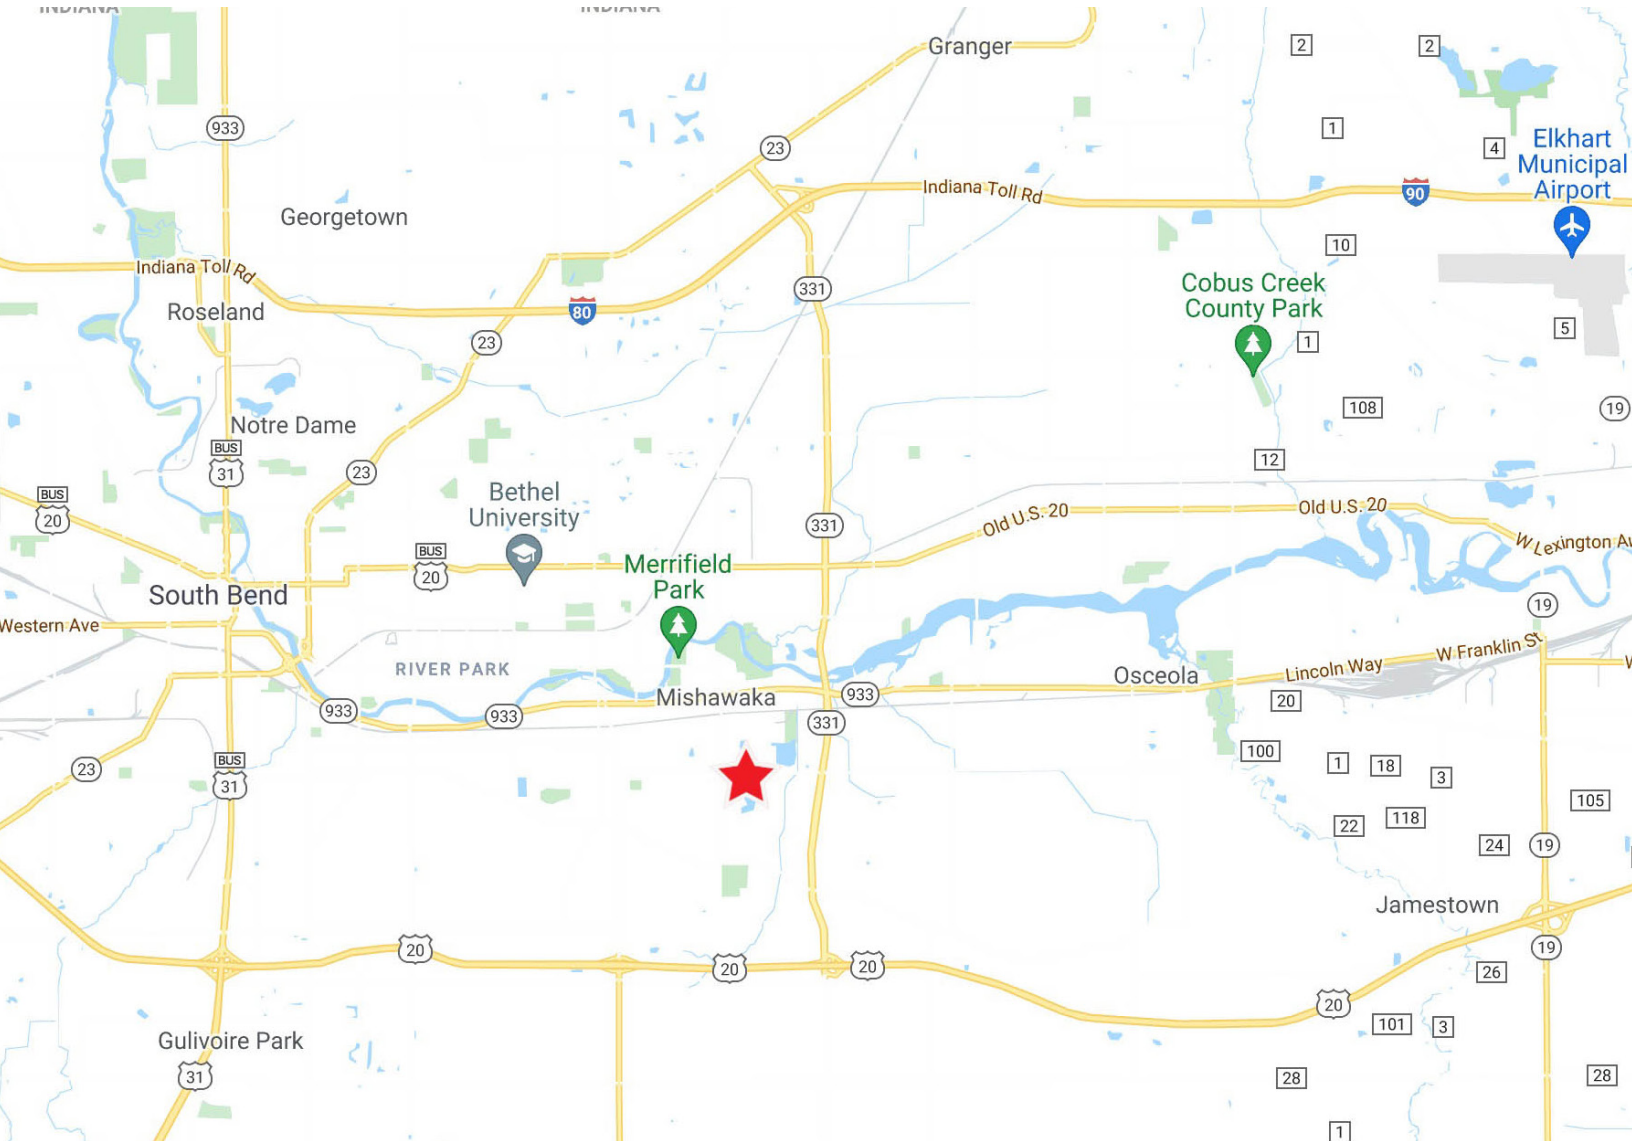 INDIANA
INDIANA
Granger
2
2
933
23
1
4
Elkhart
Municipal
Airport
Indiana Toll Rd
90
Georgetown
10
Indiana Toll Rd
331
Cobus Creek
County Park
Roseland
80
23
1
5
108
19
Notre Dame
BUS
31
23
12
BUS
20
Bethel
University
331
Old U.S. 20
Old U.S. 20
W Lexington
BUS
20
Merrifield
Park
South Bend
19
Western Ave
RIVER PARK
W Franklin St
Lincoln Way
W
Osceola
Mishawaka
933
20
933
933
331
100
BUS
31
23
1
18
3
105
22
118
24
19
Jamestown
20
20
20
19
26
20
101
3
Gulivoire Park
31
28
28
1